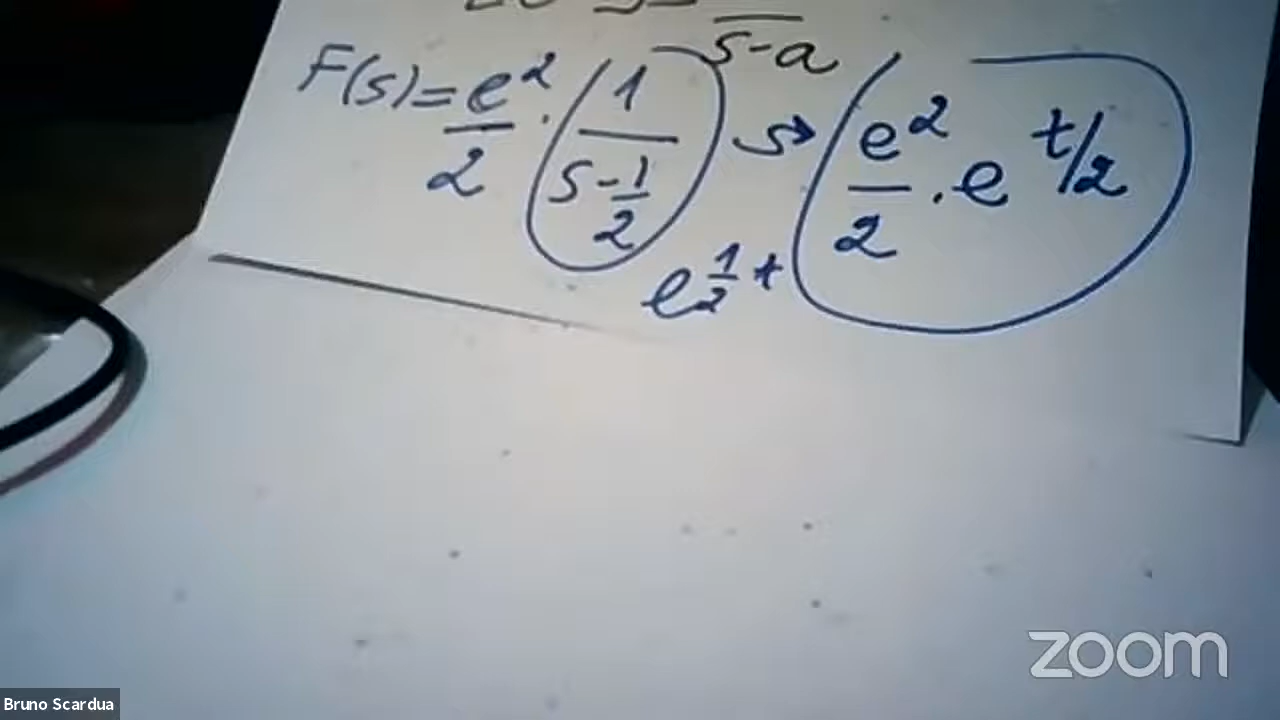 s-a
F(s) = e²/2 · (1/(s-1/2)) → (e²/2 · e^t/2)
e^1/2 t
zoom
Bruno Scardua